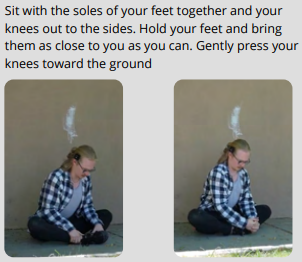 Sit with the soles of your feet together and your
knees out to the sides. Hold your feet and bring
them as close to you as you can. Gently press your
knees toward the ground